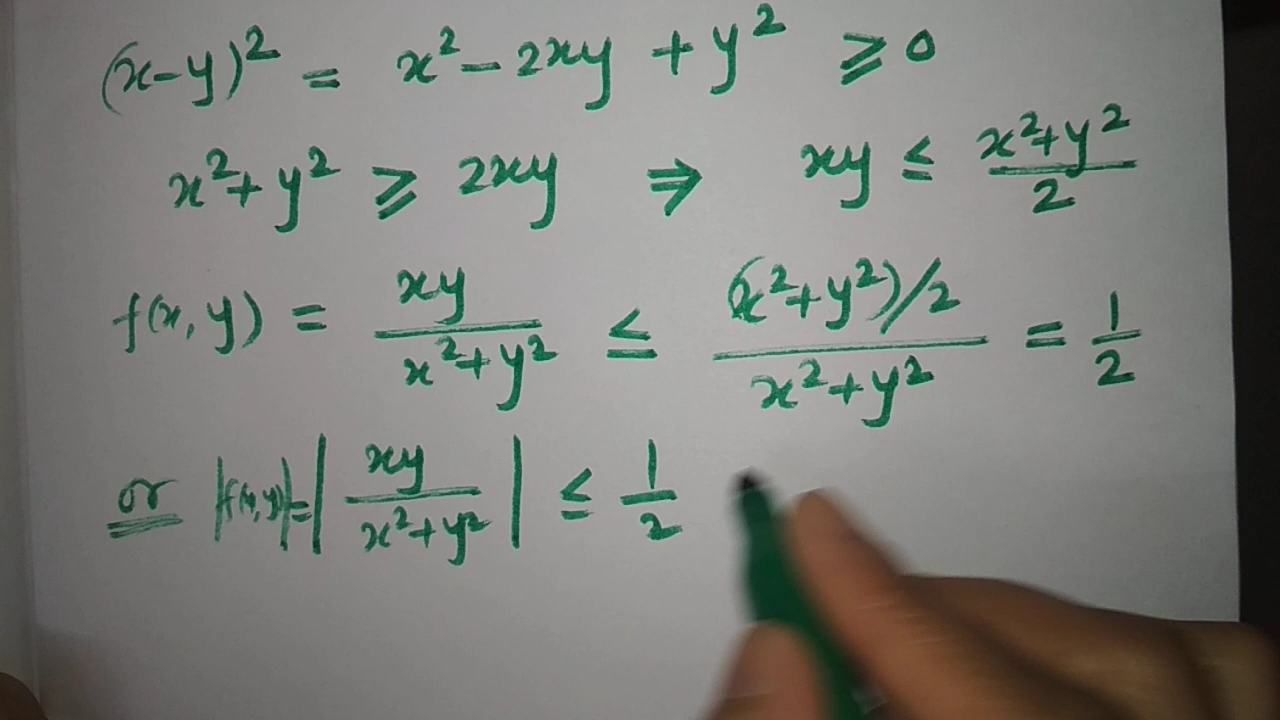 (x-y)² = x² - 2xy + y² ≥ 0
x² + y² ≥ 2xy ⇒ xy ≤ (x²+y²)/2
f(x,y) = xy/(x²+y²) ≤ ((x²+y²)/2)/(x²+y²) = 1/2
or |f(x,y)| = |xy/(x²+y²)| ≤ 1/2